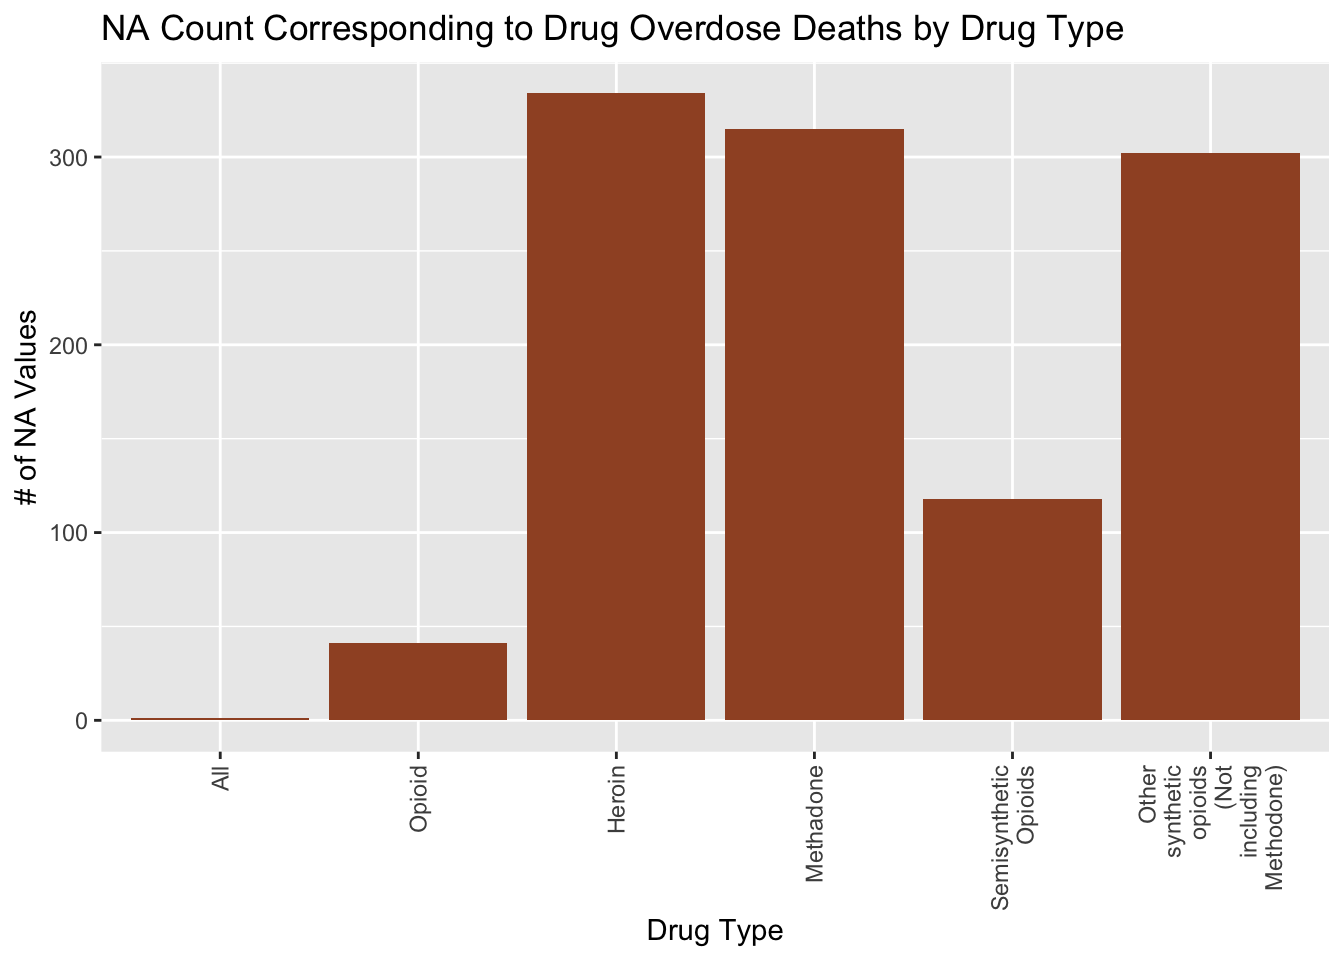 NA Count Corresponding to Drug Overdose Deaths by Drug Type
# of NA Values
300
200
100
0
All
Opioid
Heroin
Methadone
Semisynthetic
Opioids
Other
synthetic
opioids
(Not
including
Methodone)
Drug Type